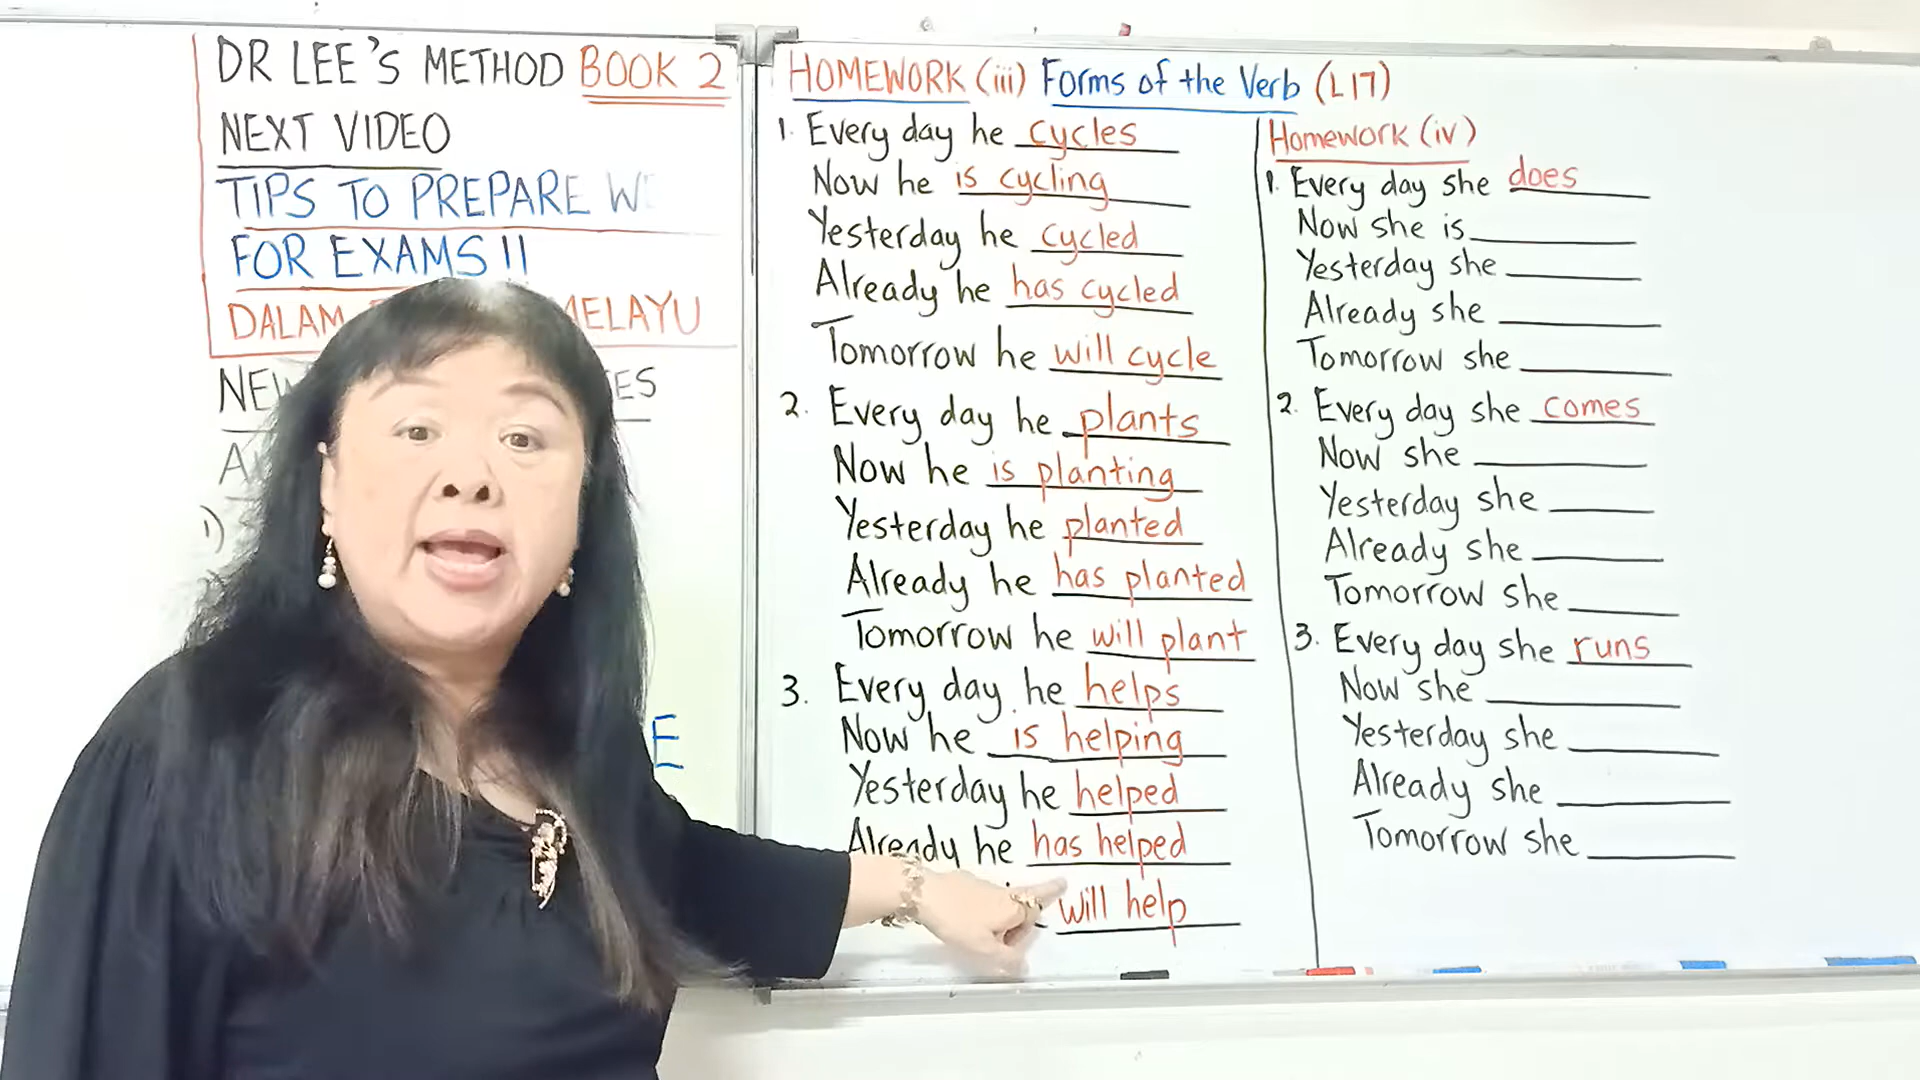 DR LEE'S METHOD BOOK 2
NEXT VIDEO
TIPS TO PREPARE
FOR EXAMS !!
DALAM MELAYU
1)
E
HOMEWORK (iii) Forms of the Verb (L17)
1. Every day he cycles
Now he is cycling
Yesterday he cycled
Already he has cycled
Tomorrow he will cycle
2. Every day he plants
Now he is planting
Yesterday he planted
Already he has planted
Tomorrow he will plant
3. Every day he helps
Now he is helping
Yesterday he helped
Already he has helped
will help
Homework (iv)
1. Every day she does
Now she is
Yesterday she
Already she
Tomorrow she
2. Every day she comes
Now she
Yesterday she
Already she
Tomorrow she
3. Every day she runs
Now she
Yesterday she
Already she
Tomorrow she